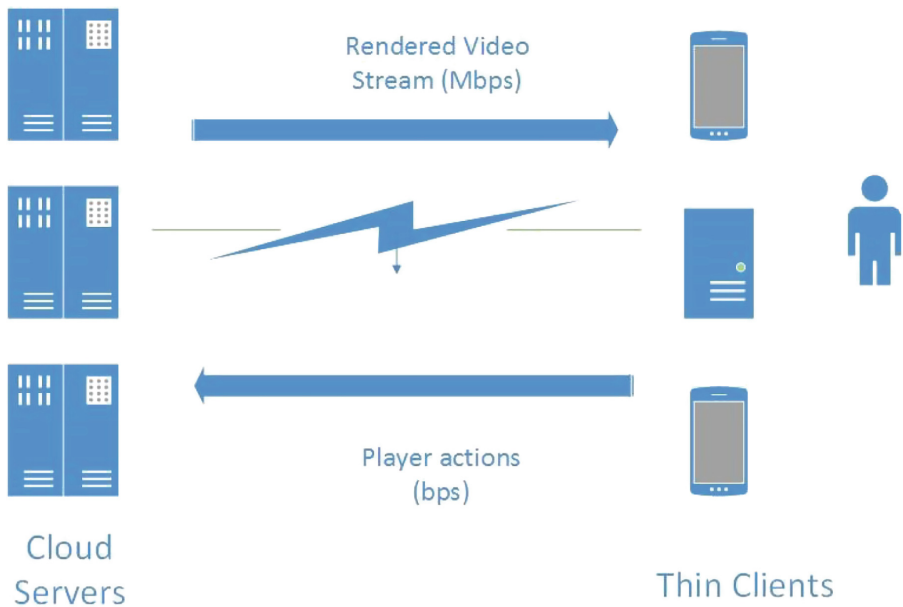 Rendered Video
Stream (Mbps)
Player actions
(bps)
Cloud
Servers
Thin Clients